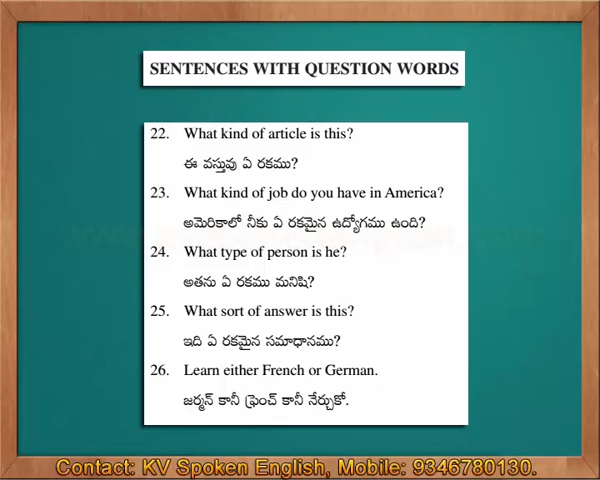 SENTENCES WITH QUESTION WORDS
22. What kind of article is this?
ఈ వస్తువు ఏ రకము?
23. What kind of job do you have in America?
అమెరికాలో నీకు ఏ రకమైన ఉద్యోగము ఉంది?
24. What type of person is he?
అతను ఏ రకము మనిషి?
25. What sort of answer is this?
ఇది ఏ రకమైన సమాధానము?
26. Learn either French or German.
జర్మన్ కానీ ఫ్రెంచ్ కానీ నేర్చుకో.
Contact: KV Spoken English, Mobile: 9346780130.